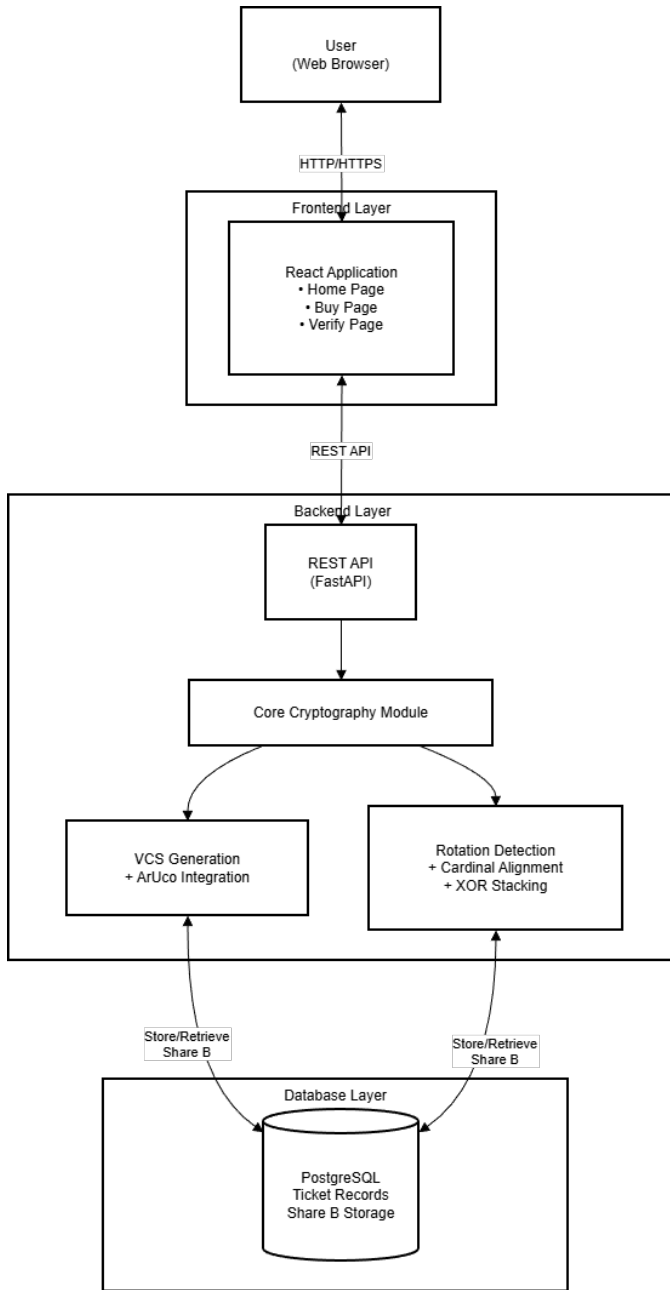 User
(Web Browser)
HTTP/HTTPS
Frontend Layer
React Application
• Home Page
• Buy Page
• Verify Page
REST API
Backend Layer
REST API
(FastAPI)
Core Cryptography Module
VCS Generation
+ ArUco Integration
Rotation Detection
+ Cardinal Alignment
+ XOR Stacking
Store/Retrieve
Share B
Store/Retrieve
Share B
Database Layer
PostgreSQL
Ticket Records
Share B Storage